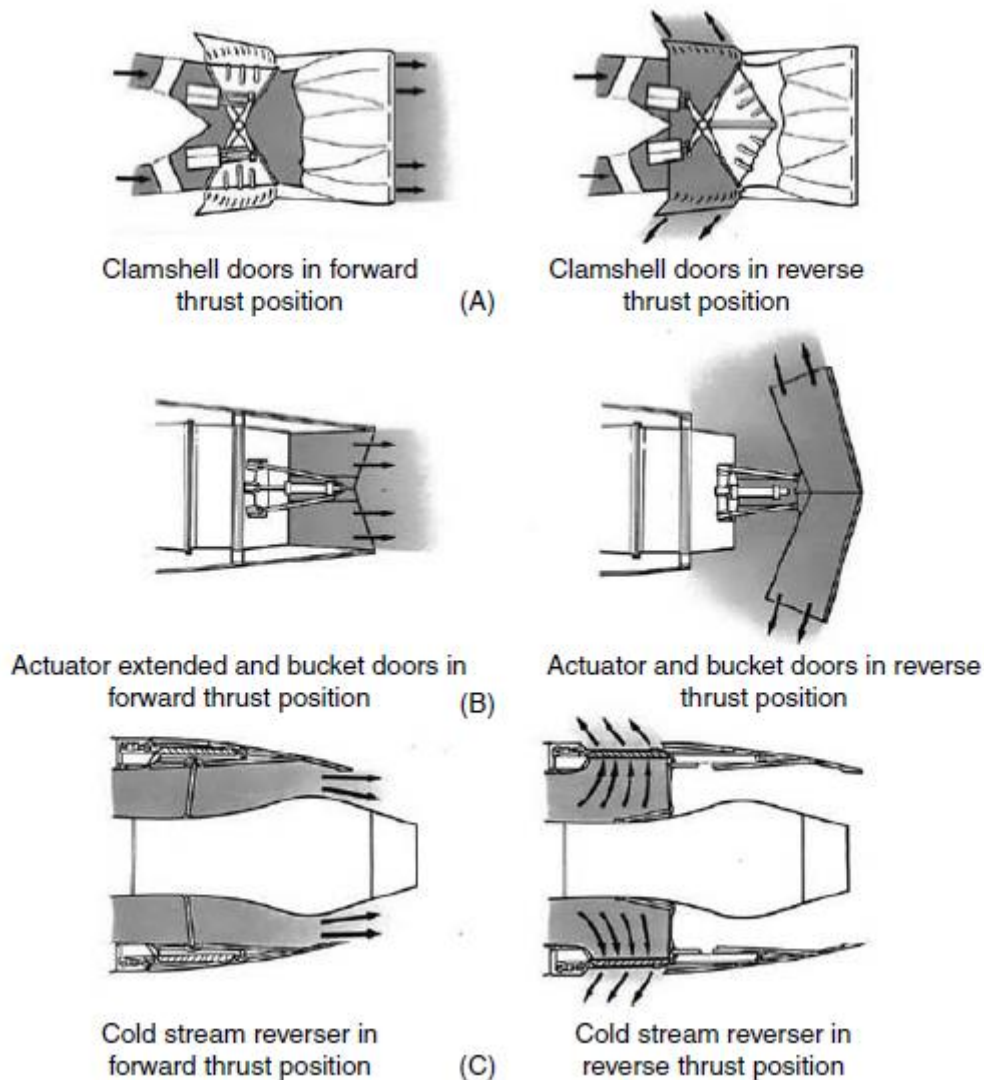 Clamshell doors in forward
thrust position
(A)
Clamshell doors in reverse
thrust position
Actuator extended and bucket doors in
forward thrust position
(B)
Actuator and bucket doors in reverse
thrust position
Cold stream reverser in
forward thrust position
(C)
Cold stream reverser in
reverse thrust position